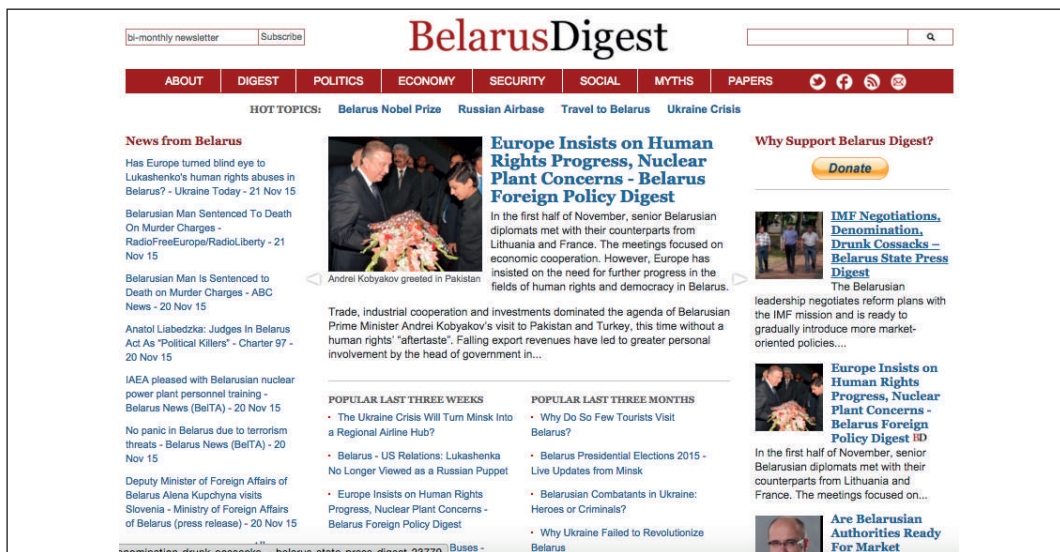 bi-monthly newsletter
Subscribe
BelarusDigest
ABOUT DIGEST POLITICS ECONOMY SECURITY SOCIAL MYTHS PAPERS
HOT TOPICS: Belarus Nobel Prize Russian Airbase Travel to Belarus Ukraine Crisis
News from Belarus
Has Europe turned blind eye to
Lukashenko's human rights abuses in
Belarus? - Ukraine Today - 21 Nov 15
Belarusian Man Sentenced To Death
On Murder Charges -
RadioFreeEurope/RadioLiberty - 21
Nov 15
Belarusian Man Is Sentenced to
Death on Murder Charges - ABC
News - 20 Nov 15
Anatol Liabedzka: Judges In Belarus
Act As "Political Killers" - Charter 97 -
20 Nov 15
IAEA pleased with Belarusian nuclear
power plant personnel training -
Belarus News (BelTA) - 20 Nov 15
No panic in Belarus due to terrorism
threats - Belarus News (BelTA) - 20
Nov 15
Deputy Minister of Foreign Affairs of
Belarus Alena Kupchyna visits
Slovenia - Ministry of Foreign Affairs
of Belarus (press release) - 20 Nov 15
Andrei Kobyakov greeted in Pakistan
Europe Insists on Human
Rights Progress, Nuclear
Plant Concerns - Belarus
Foreign Policy Digest
In the first half of November, senior Belarusian
diplomats met with their counterparts from
Lithuania and France. The meetings focused on
economic cooperation. However, Europe has
insisted on the need for further progress in the
fields of human rights and democracy in Belarus.
Trade, industrial cooperation and investments dominated the agenda of Belarusian
Prime Minister Andrei Kobyakov's visit to Pakistan and Turkey, this time without a
human rights' "aftertaste". Falling export revenues have led to greater personal
involvement by the head of government in...
POPULAR LAST THREE WEEKS
• The Ukraine Crisis Will Turn Minsk Into
a Regional Airline Hub?
• Belarus - US Relations: Lukashenka
No Longer Viewed as a Russian Puppet
• Europe Insists on Human Rights
Progress, Nuclear Plant Concerns -
Belarus Foreign Policy Digest
Buses -
POPULAR LAST THREE MONTHS
• Why Do So Few Tourists Visit
Belarus?
• Belarus Presidential Elections 2015 -
Live Updates from Minsk
• Belarusian Combatants in Ukraine:
Heroes or Criminals?
• Why Ukraine Failed to Revolutionize
Belarus
Why Support Belarus Digest?
Donate
IMF Negotiations,
Denomination,
Drunk Cossacks –
Belarus State Press
Digest
The Belarusian
leadership negotiates reform plans with
the IMF mission and is ready to
gradually introduce more market-
oriented policies....
Europe Insists on
Human Rights
Progress, Nuclear
Plant Concerns -
Belarus Foreign
Policy Digest BD
In the first half of November, senior
Belarusian diplomats met with their
counterparts from Lithuania and
France. The meetings focused...
Are Belarusian
Authorities Ready
For Market